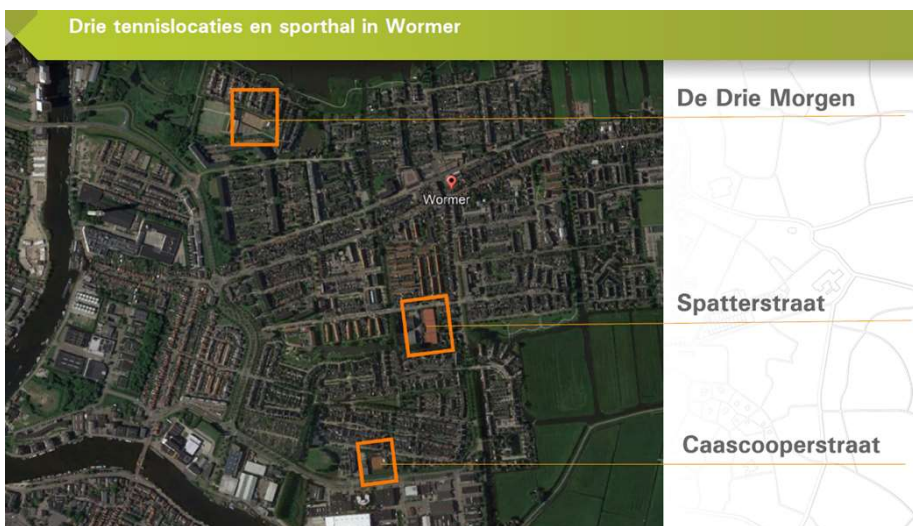 Drie tennislocaties en sporthal in Wormer
De Drie Morgen
Wormer
Spatterstraat
Caascooperstraat